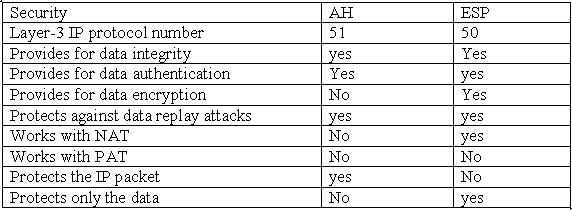 Security AH ESP
Layer-3 IP protocol number 51 50
Provides for data integrity yes Yes
Provides for data authentication Yes yes
Provides for data encryption No Yes
Protects against data replay attacks yes yes
Works with NAT No yes
Works with PAT No No
Protects the IP packet yes No
Protects only the data No yes